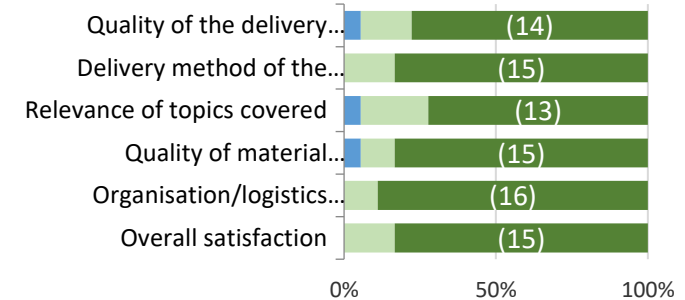 Quality of the delivery... (14)
Delivery method of the (15)
Relevance of topics covered (13)
Quality of material... (15)
Organisation/logistics... (16)
Overall satisfaction (15)
0% 50% 100%